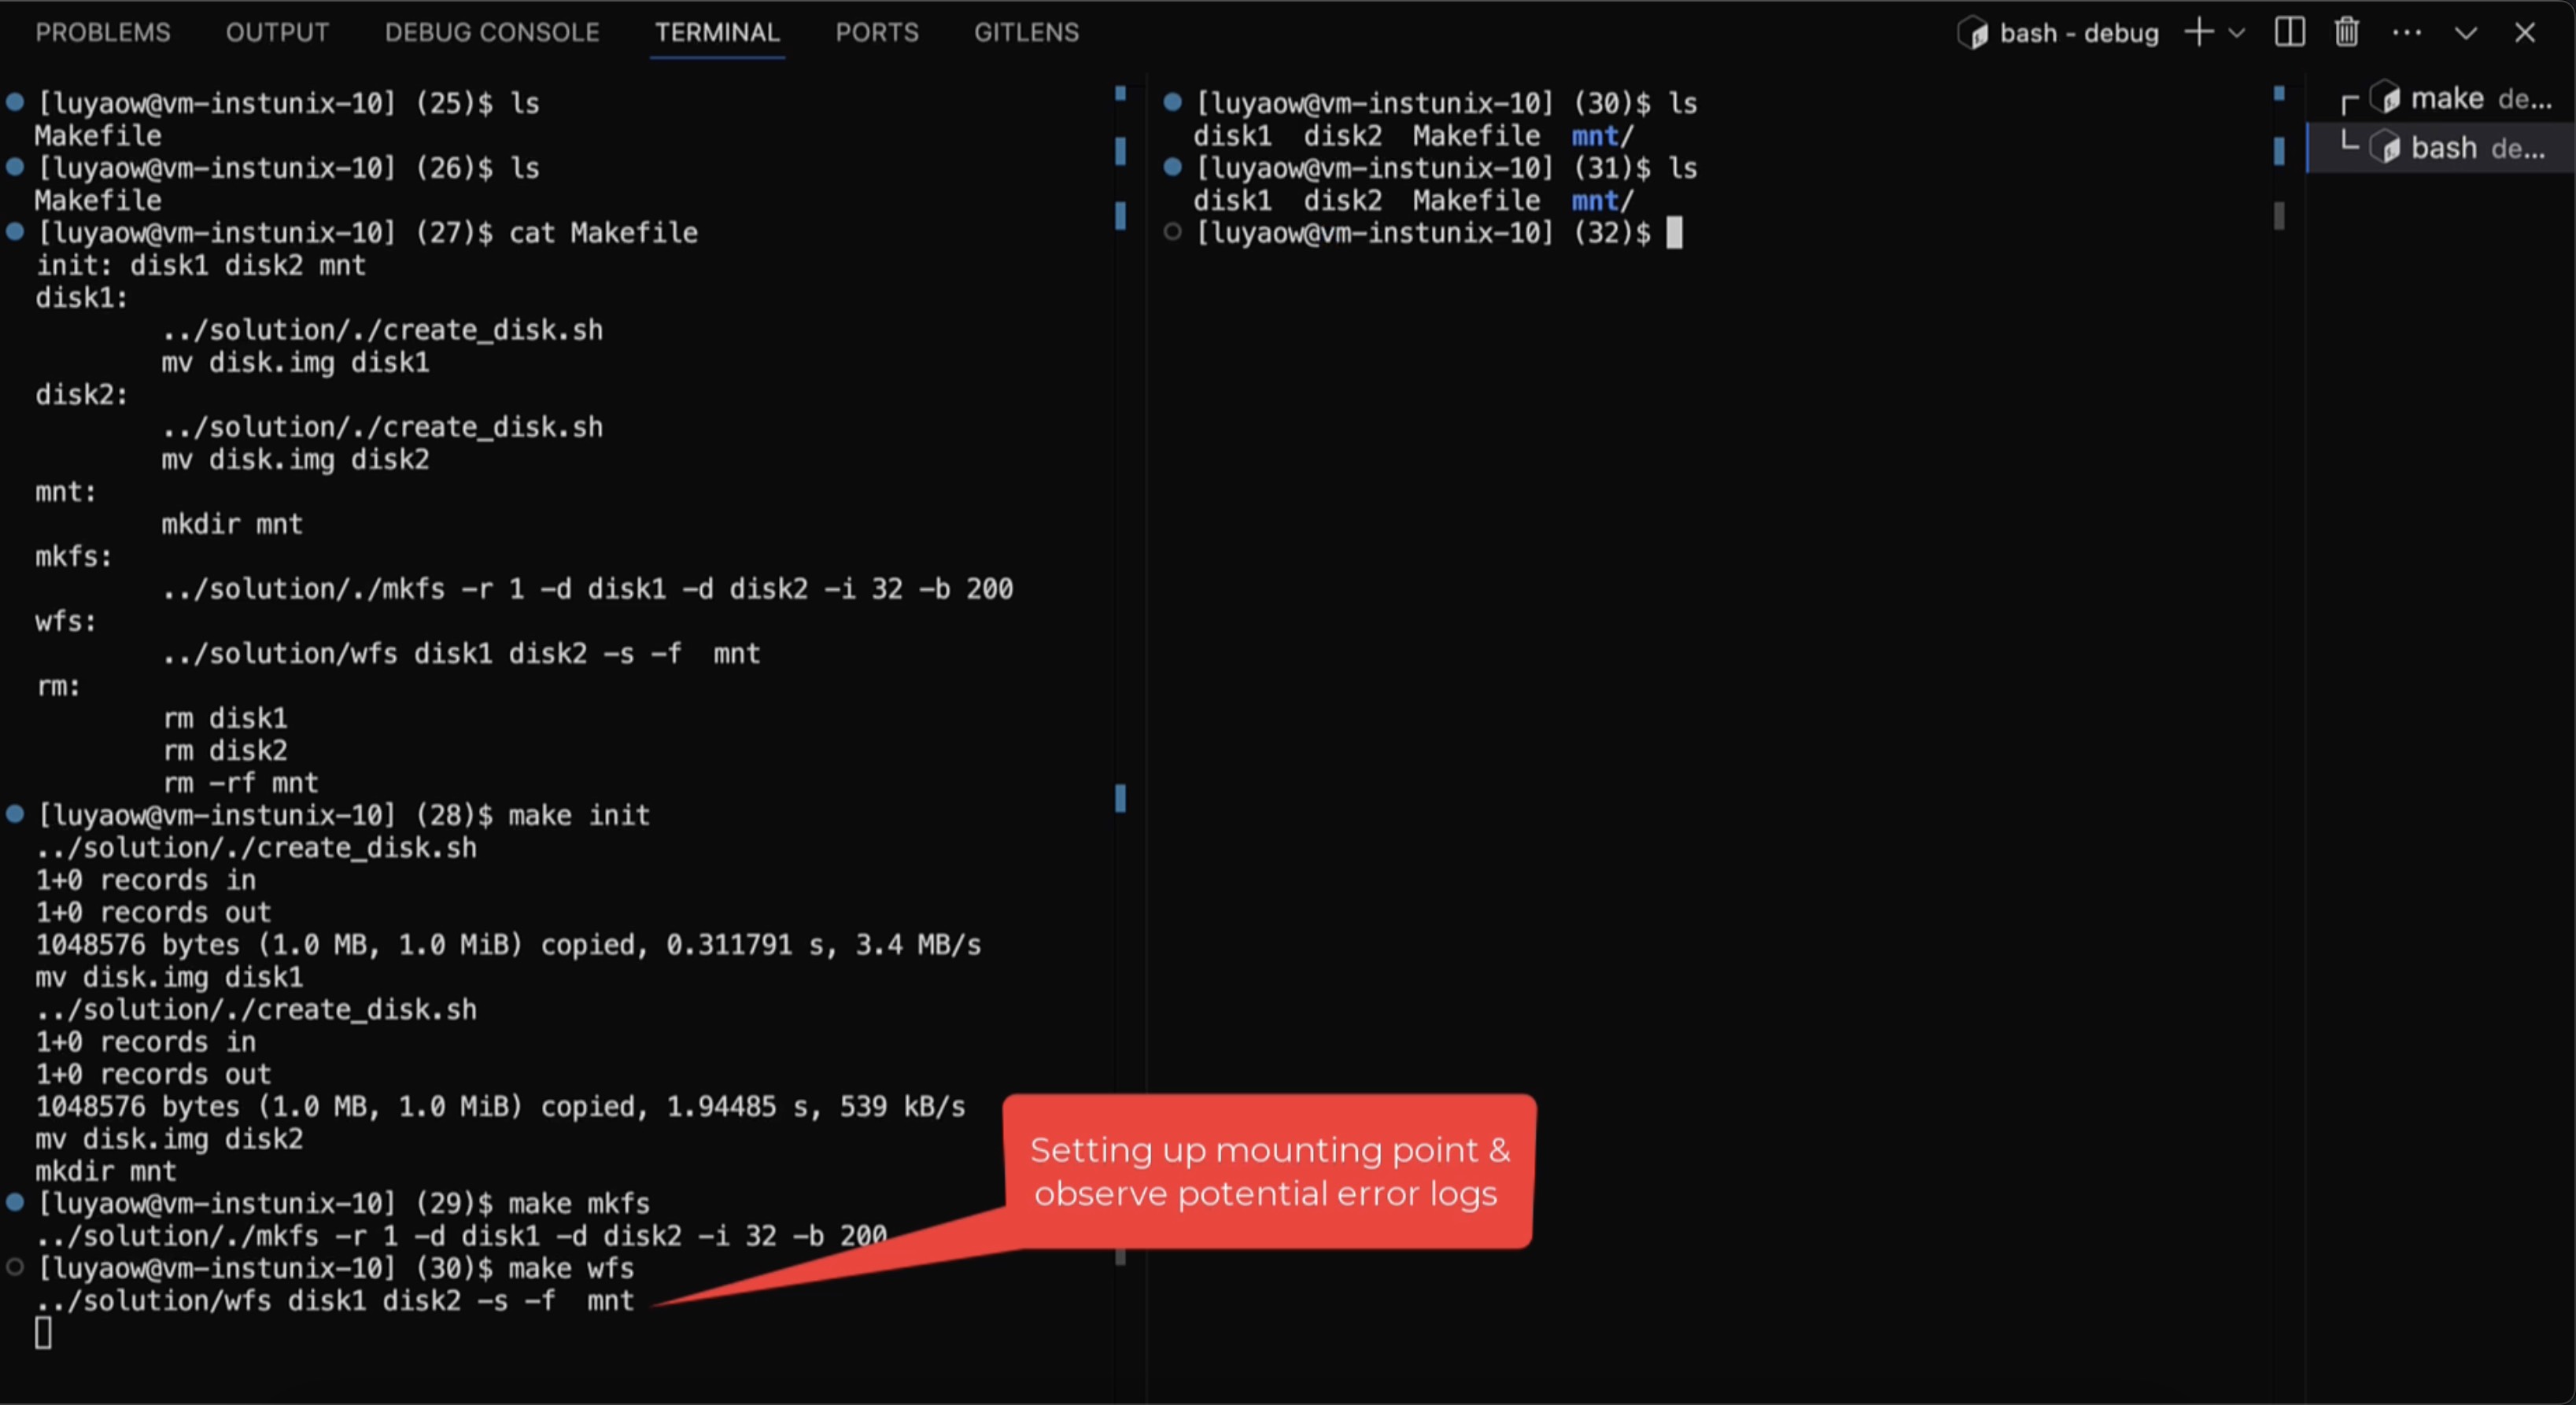 PROBLEMS OUTPUT DEBUG CONSOLE TERMINAL PORTS GITLENS bash - debug
[luyaow@vm-instunix-10] (25)$ ls
Makefile
[luyaow@vm-instunix-10] (26)$ ls
Makefile
[luyaow@vm-instunix-10] (27)$ cat Makefile
init: disk1 disk2 mnt
disk1:
../solution/./create_disk.sh
mv disk.img disk1
disk2:
../solution/./create_disk.sh
mv disk.img disk2
mnt:
mkdir mnt
mkfs:
../solution/./mkfs -r 1 -d disk1 -d disk2 -i 32 -b 200
wfs:
../solution/wfs disk1 disk2 -s -f  mnt
rm:
rm disk1
rm disk2
rm -rf mnt
[luyaow@vm-instunix-10] (28)$ make init
../solution/./create_disk.sh
1+0 records in
1+0 records out
1048576 bytes (1.0 MB, 1.0 MiB) copied, 0.311791 s, 3.4 MB/s
mv disk.img disk1
../solution/./create_disk.sh
1+0 records in
1+0 records out
1048576 bytes (1.0 MB, 1.0 MiB) copied, 1.94485 s, 539 kB/s
mv disk.img disk2
mkdir mnt
[luyaow@vm-instunix-10] (29)$ make mkfs
../solution/./mkfs -r 1 -d disk1 -d disk2 -i 32 -b 200
[luyaow@vm-instunix-10] (30)$ make wfs
../solution/wfs disk1 disk2 -s -f  mnt
[luyaow@vm-instunix-10] (30)$ ls
disk1  disk2  Makefile  mnt/
[luyaow@vm-instunix-10] (31)$ ls
disk1  disk2  Makefile  mnt/
[luyaow@vm-instunix-10] (32)$
make de...
bash de...
Setting up mounting point &
observe potential error logs